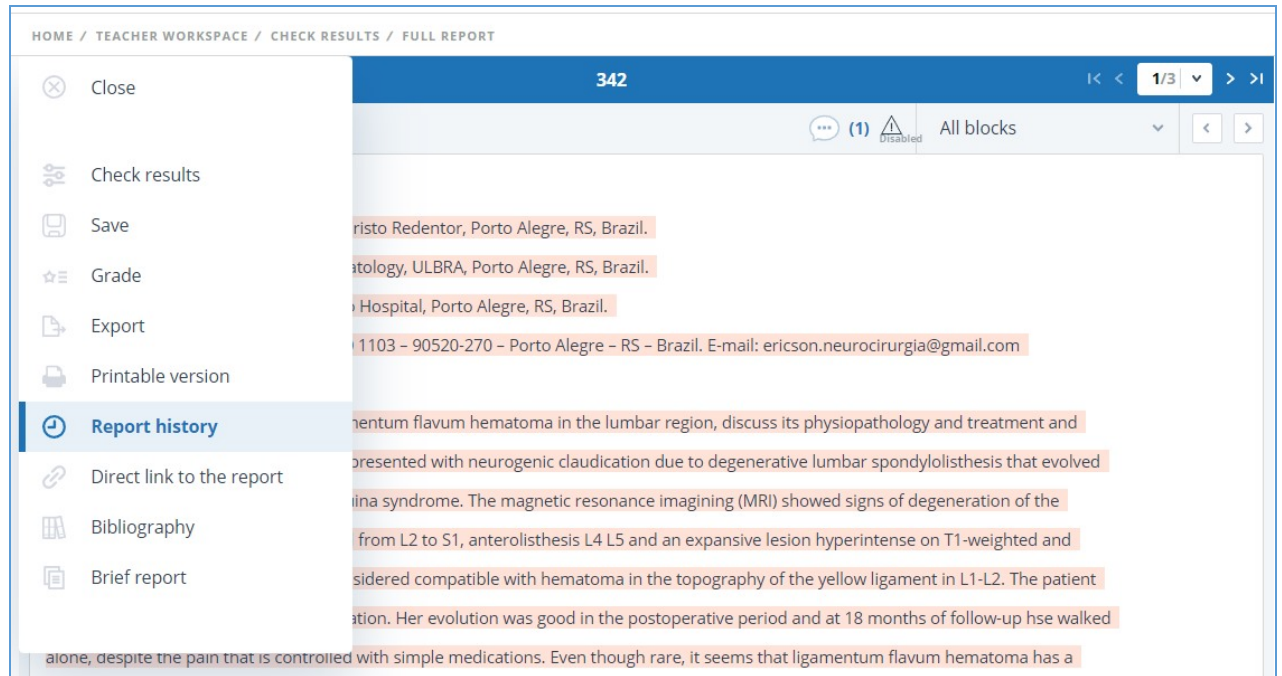 HOME / TEACHER WORKSPACE / CHECK RESULTS / FULL REPORT
342
1/3
(1)
Disabled
All blocks
Close
Check results
Save
Grade
Export
Printable version
Report history
Direct link to the report
Bibliography
Brief report
risto Redentor, Porto Alegre, RS, Brazil.
atology, ULBRA, Porto Alegre, RS, Brazil.
Hospital, Porto Alegre, RS, Brazil.
1103 – 90520-270 – Porto Alegre – RS – Brazil. E-mail: ericson.neurocirurgia@gmail.com
mentum flavum hematoma in the lumbar region, discuss its physiopathology and treatment and
presented with neurogenic claudication due to degenerative lumbar spondylolisthesis that evolved
ina syndrome. The magnetic resonance imagining (MRI) showed signs of degeneration of the
from L2 to S1, anterolisthesis L4 L5 and an expansive lesion hyperintense on T1-weighted and
sidered compatible with hematoma in the topography of the yellow ligament in L1-L2. The patient
ation. Her evolution was good in the postoperative period and at 18 months of follow-up hse walked
alone, despite the pain that is controlled with simple medications. Even though rare, it seems that ligamentum flavum hematoma has a